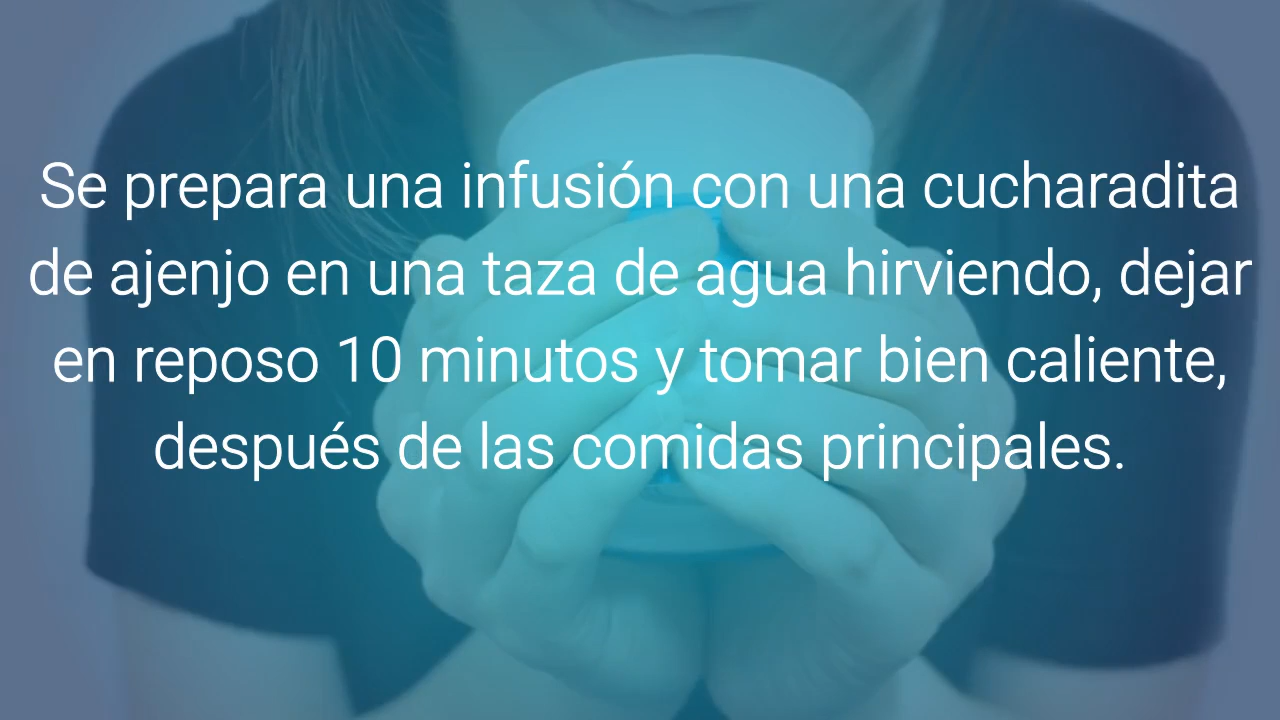 Se prepara una infusión con una cucharadita
de ajenjo en una taza de agua hirviendo, dejar
en reposo 10 minutos y tomar bien caliente,
después de las comidas principales.